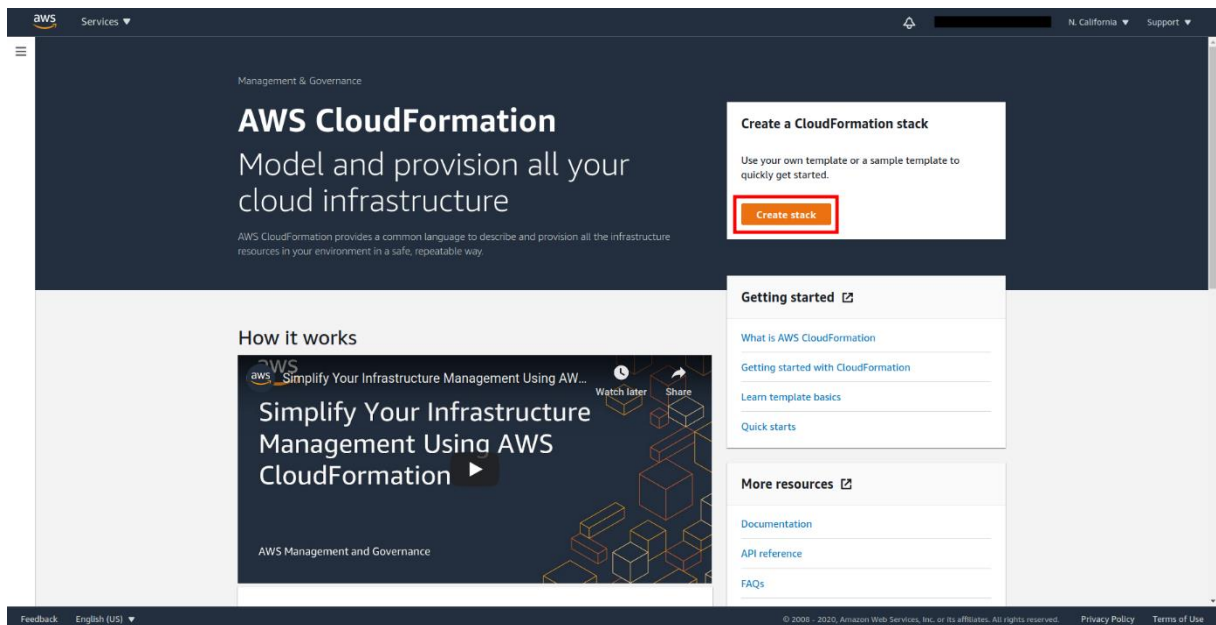 aws
Services ▼
N. California ▼
Support ▼
Management & Governance
AWS CloudFormation
Model and provision all your
cloud infrastructure
AWS CloudFormation provides a common language to describe and provision all the infrastructure
resources in your environment in a safe, repeatable way.
Create a CloudFormation stack
Use your own template or a sample template to
quickly get started.
Create stack
Getting started
What is AWS CloudFormation
Getting started with CloudFormation
Learn template basics
Quick starts
How it works
aws
aws
Simplify Your Infrastructure Management Using AW...
Watch later
Share
Simplify Your Infrastructure
Management Using AWS
CloudFormation
AWS Management and Governance
More resources
Documentation
API reference
FAQs
Feedback
English (US) ▼
© 2008 - 2020, Amazon Web Services, Inc. or its affiliates. All rights reserved.
Privacy Policy
Terms of Use